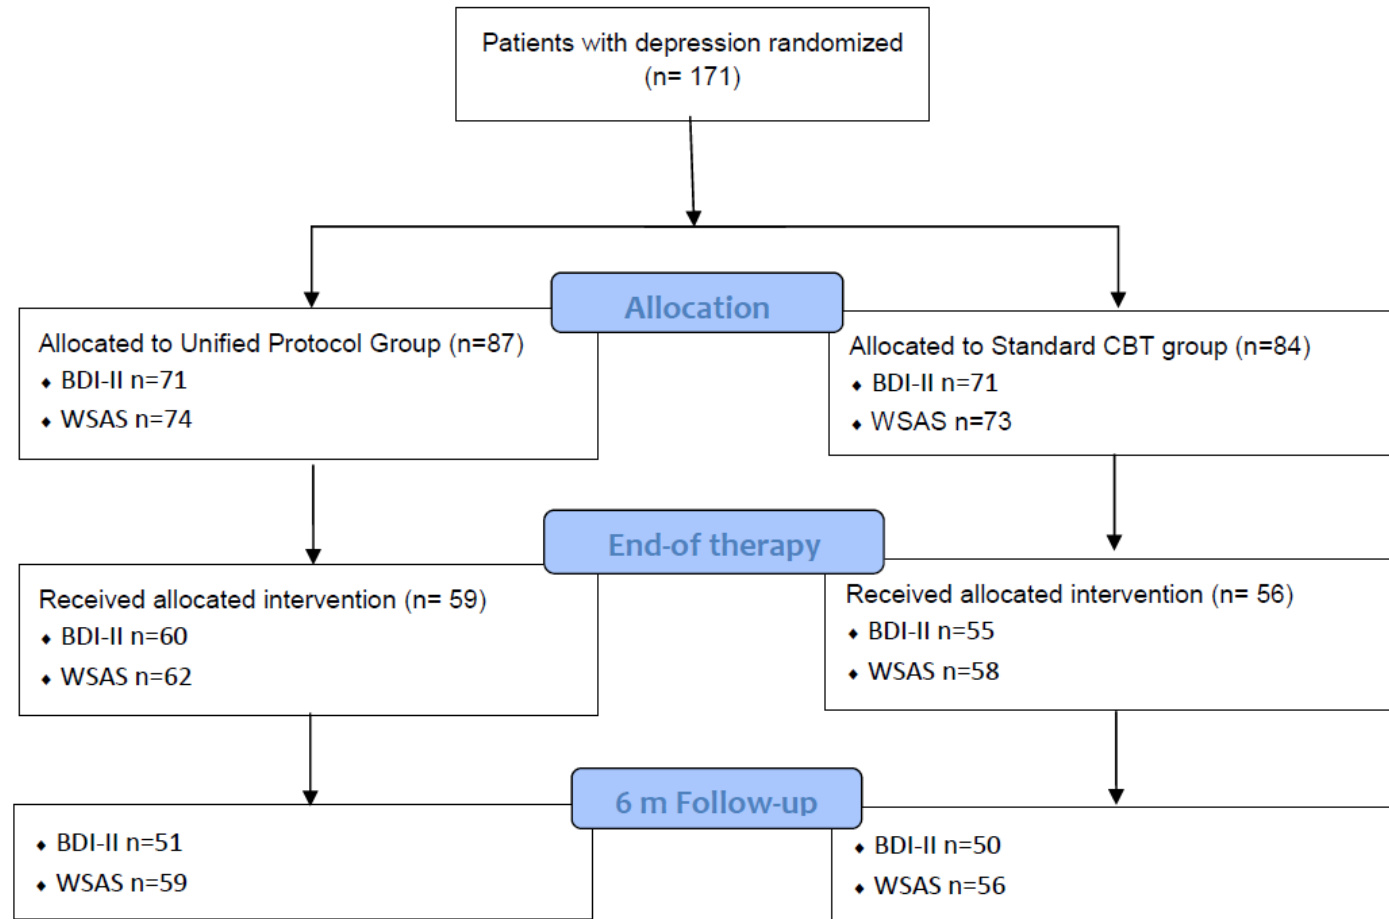 Patients with depression randomized
(n= 171)
Allocation
Allocated to Unified Protocol Group (n=87)
⬧ BDI-II n=71
⬧ WSAS n=74
Allocated to Standard CBT group (n=84)
⬧ BDI-II n=71
⬧ WSAS n=73
End-of therapy
Received allocated intervention (n= 59)
⬧ BDI-II n=60
⬧ WSAS n=62
Received allocated intervention (n= 56)
⬧ BDI-II n=55
⬧ WSAS n=58
6 m Follow-up
⬧ BDI-II n=51
⬧ WSAS n=59
⬧ BDI-II n=50
⬧ WSAS n=56